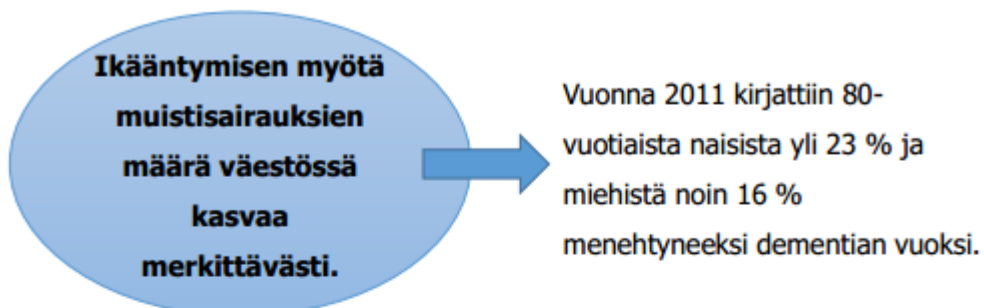 Ikääntymisen myötä
muistisairauksien
määrä väestössä
kasvaa
merkittävästi.
Vuonna 2011 kirjattiin 80-
vuotiaista naisista yli 23 % ja
miehistä noin 16 %
menehtyneeksi dementian vuoksi.